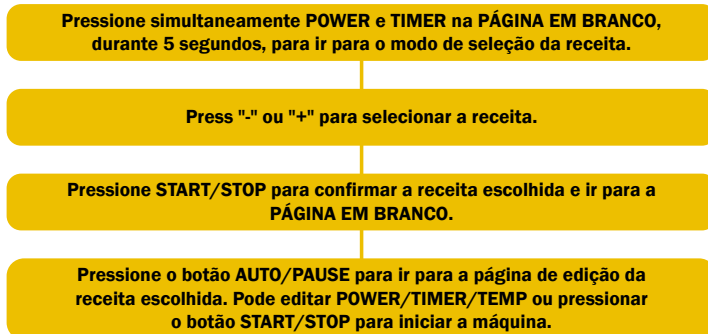 Pressione simultaneamente POWER e TIMER na PÁGINA EM BRANCO,
durante 5 segundos, para ir para o modo de seleção da receita.
Press "-" ou "+" para selecionar a receita.
Pressione START/STOP para confirmar a receita escolhida e ir para a
PÁGINA EM BRANCO.
Pressione o botão AUTO/PAUSE para ir para a página de edição da
receita escolhida. Pode editar POWER/TIMER/TEMP ou pressionar
o botão START/STOP para iniciar a máquina.